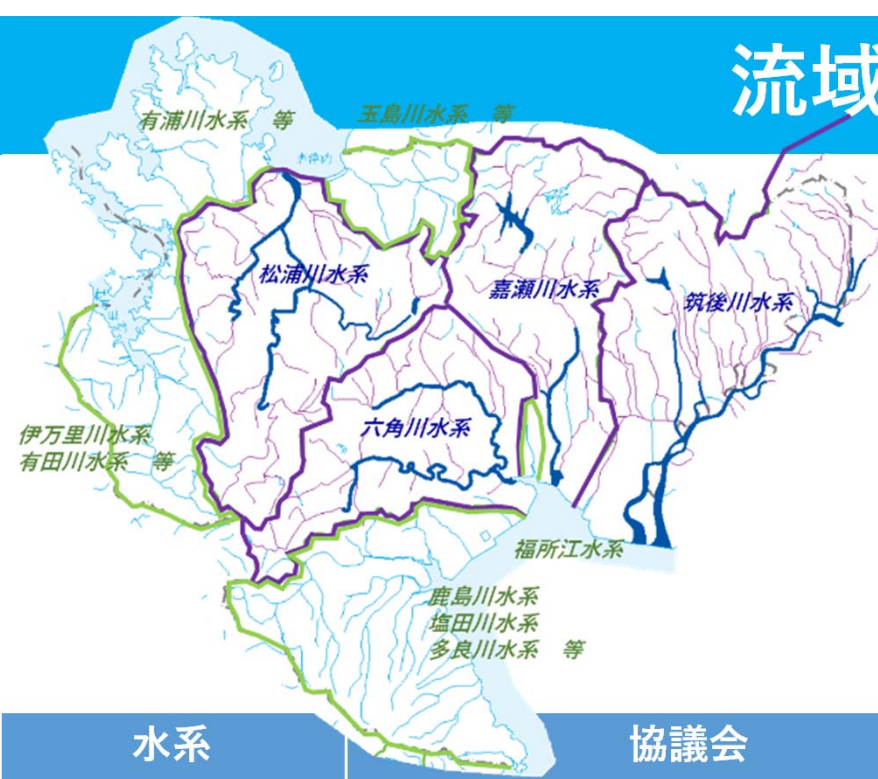 流域
有浦川水系　等
玉島川水系　等
松浦川水系
嘉瀬川水系
筑後川水系
六角川水系
伊万里川水系
有田川水系　等
福所江水系
鹿島川水系
塩田川水系
多良川水系　等
水系
協議会